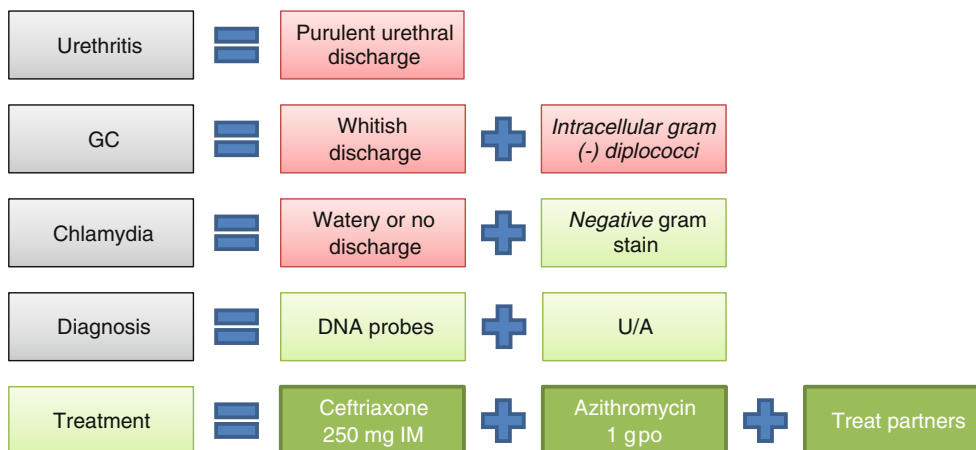 Urethritis
Purulent urethral
discharge
GC
Whitish
discharge
Intracellular gram
(-) diplococci
Chlamydia
Watery or no
discharge
Negative gram
stain
Diagnosis
DNA probes
U/A
Treatment
Ceftriaxone
250 mg IM
Azithromycin
1 g po
Treat partners